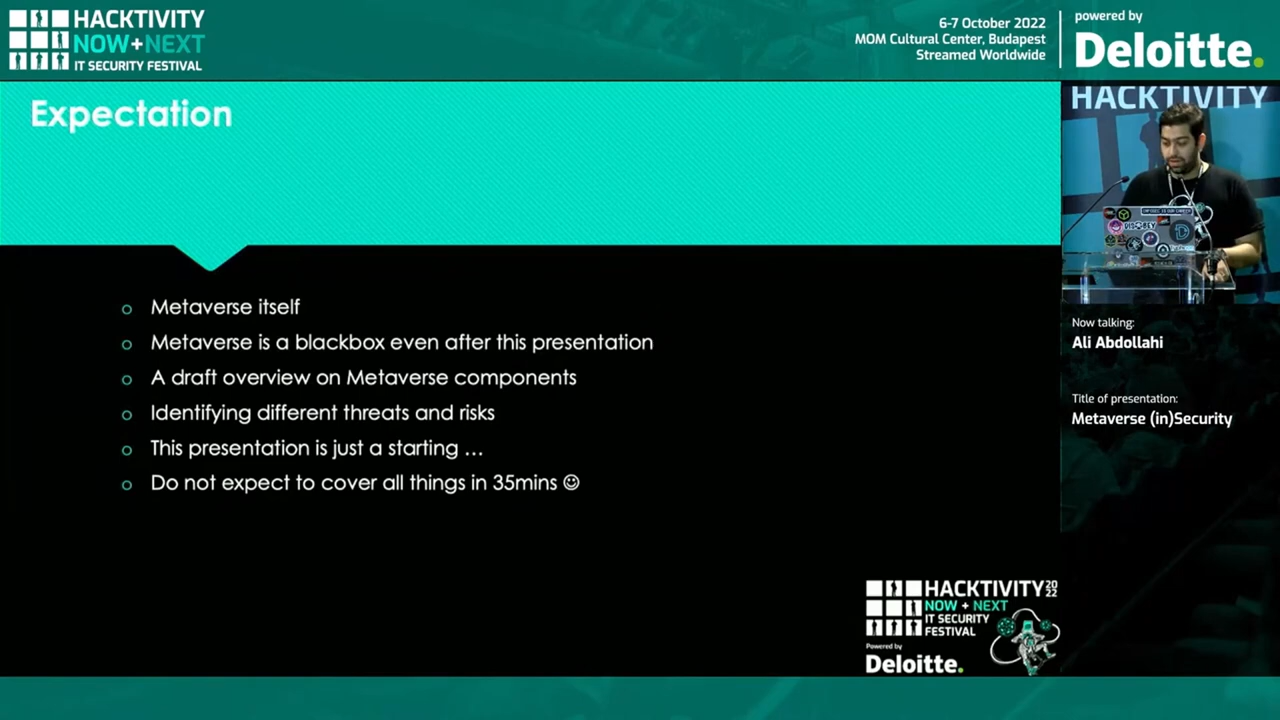 HACKTIVITY
NOW+NEXT
IT SECURITY FESTIVAL
6-7 October 2022
MOM Cultural Center, Budapest
Streamed Worldwide
powered by
Deloitte.
Expectation
Metaverse itself
Metaverse is a blackbox even after this presentation
A draft overview on Metaverse components
Identifying different threats and risks
This presentation is just a starting ...
Do not expect to cover all things in 35mins ☺
HACKTIVITY
DISOBEY
Now talking:
Ali Abdollahi
Title of presentation:
Metaverse (in)Security
HACKTIVITY 2022
NOW + NEXT
IT SECURITY
FESTIVAL
Powered by
Deloitte.